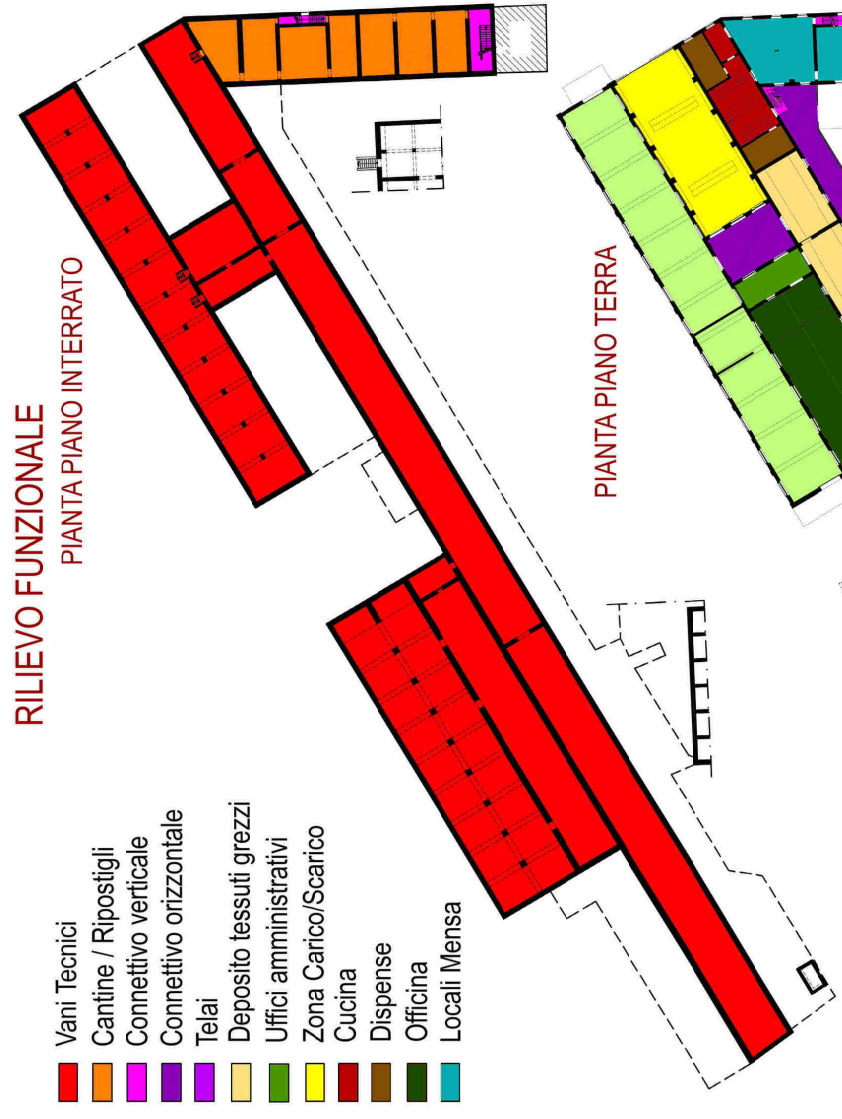 RILIEVO FUNZIONALE
PIANTA PIANO INTERRATO
Vani Tecnici
Cantine / Ripostigli
Connettivo verticale
Connettivo orizzontale
Telai
Deposito tessuti grezzi
Uffici amministrativi
Zona Carico/Scarico
Cucina
Dispense
Officina
Locali Mensa
PIANTA PIANO TERRA